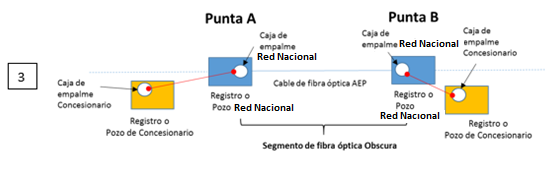 Punta A
Punta B
3
Caja de
empalme
Red Nacional
Caja de
empalme Red Nacional
Caja de
empalme
Concesionario
Caja de
empalme
Concesionario
Cable de fibra óptica AEP
Registro o
Pozo Red Nacional
Registro o
Pozo
Red Nacional
Registro o
Pozo de Concesionario
Registro o
Pozo de Concesionario
Segmento de fibra óptica Obscura